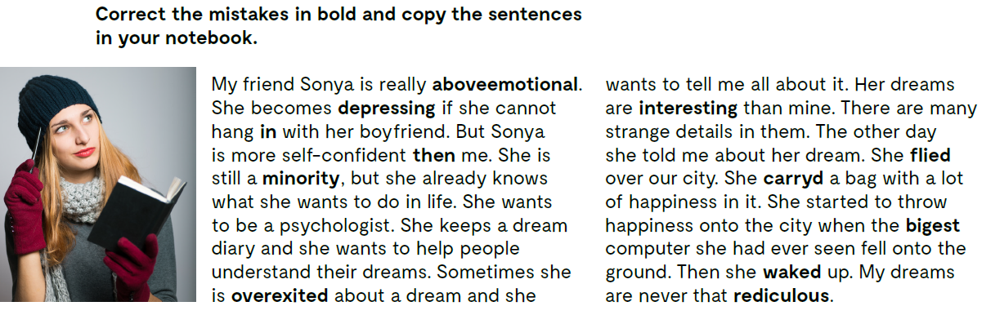 Correct the mistakes in bold and copy the sentences
in your notebook.
My friend Sonya is really aboveemotional.
She becomes depressing if she cannot
hang in with her boyfriend. But Sonya
is more self-confident then me. She is
still a minority, but she already knows
what she wants to do in life. She wants
to be a psychologist. She keeps a dream
diary and she wants to help people
understand their dreams. Sometimes she
is overexited about a dream and she
wants to tell me all about it. Her dreams
are interesting than mine. There are many
strange details in them. The other day
she told me about her dream. She flied
over our city. She carryd a bag with a lot
of happiness in it. She started to throw
happiness onto the city when the bigest
computer she had ever seen fell onto the
ground. Then she waked up. My dreams
are never that rediculous.